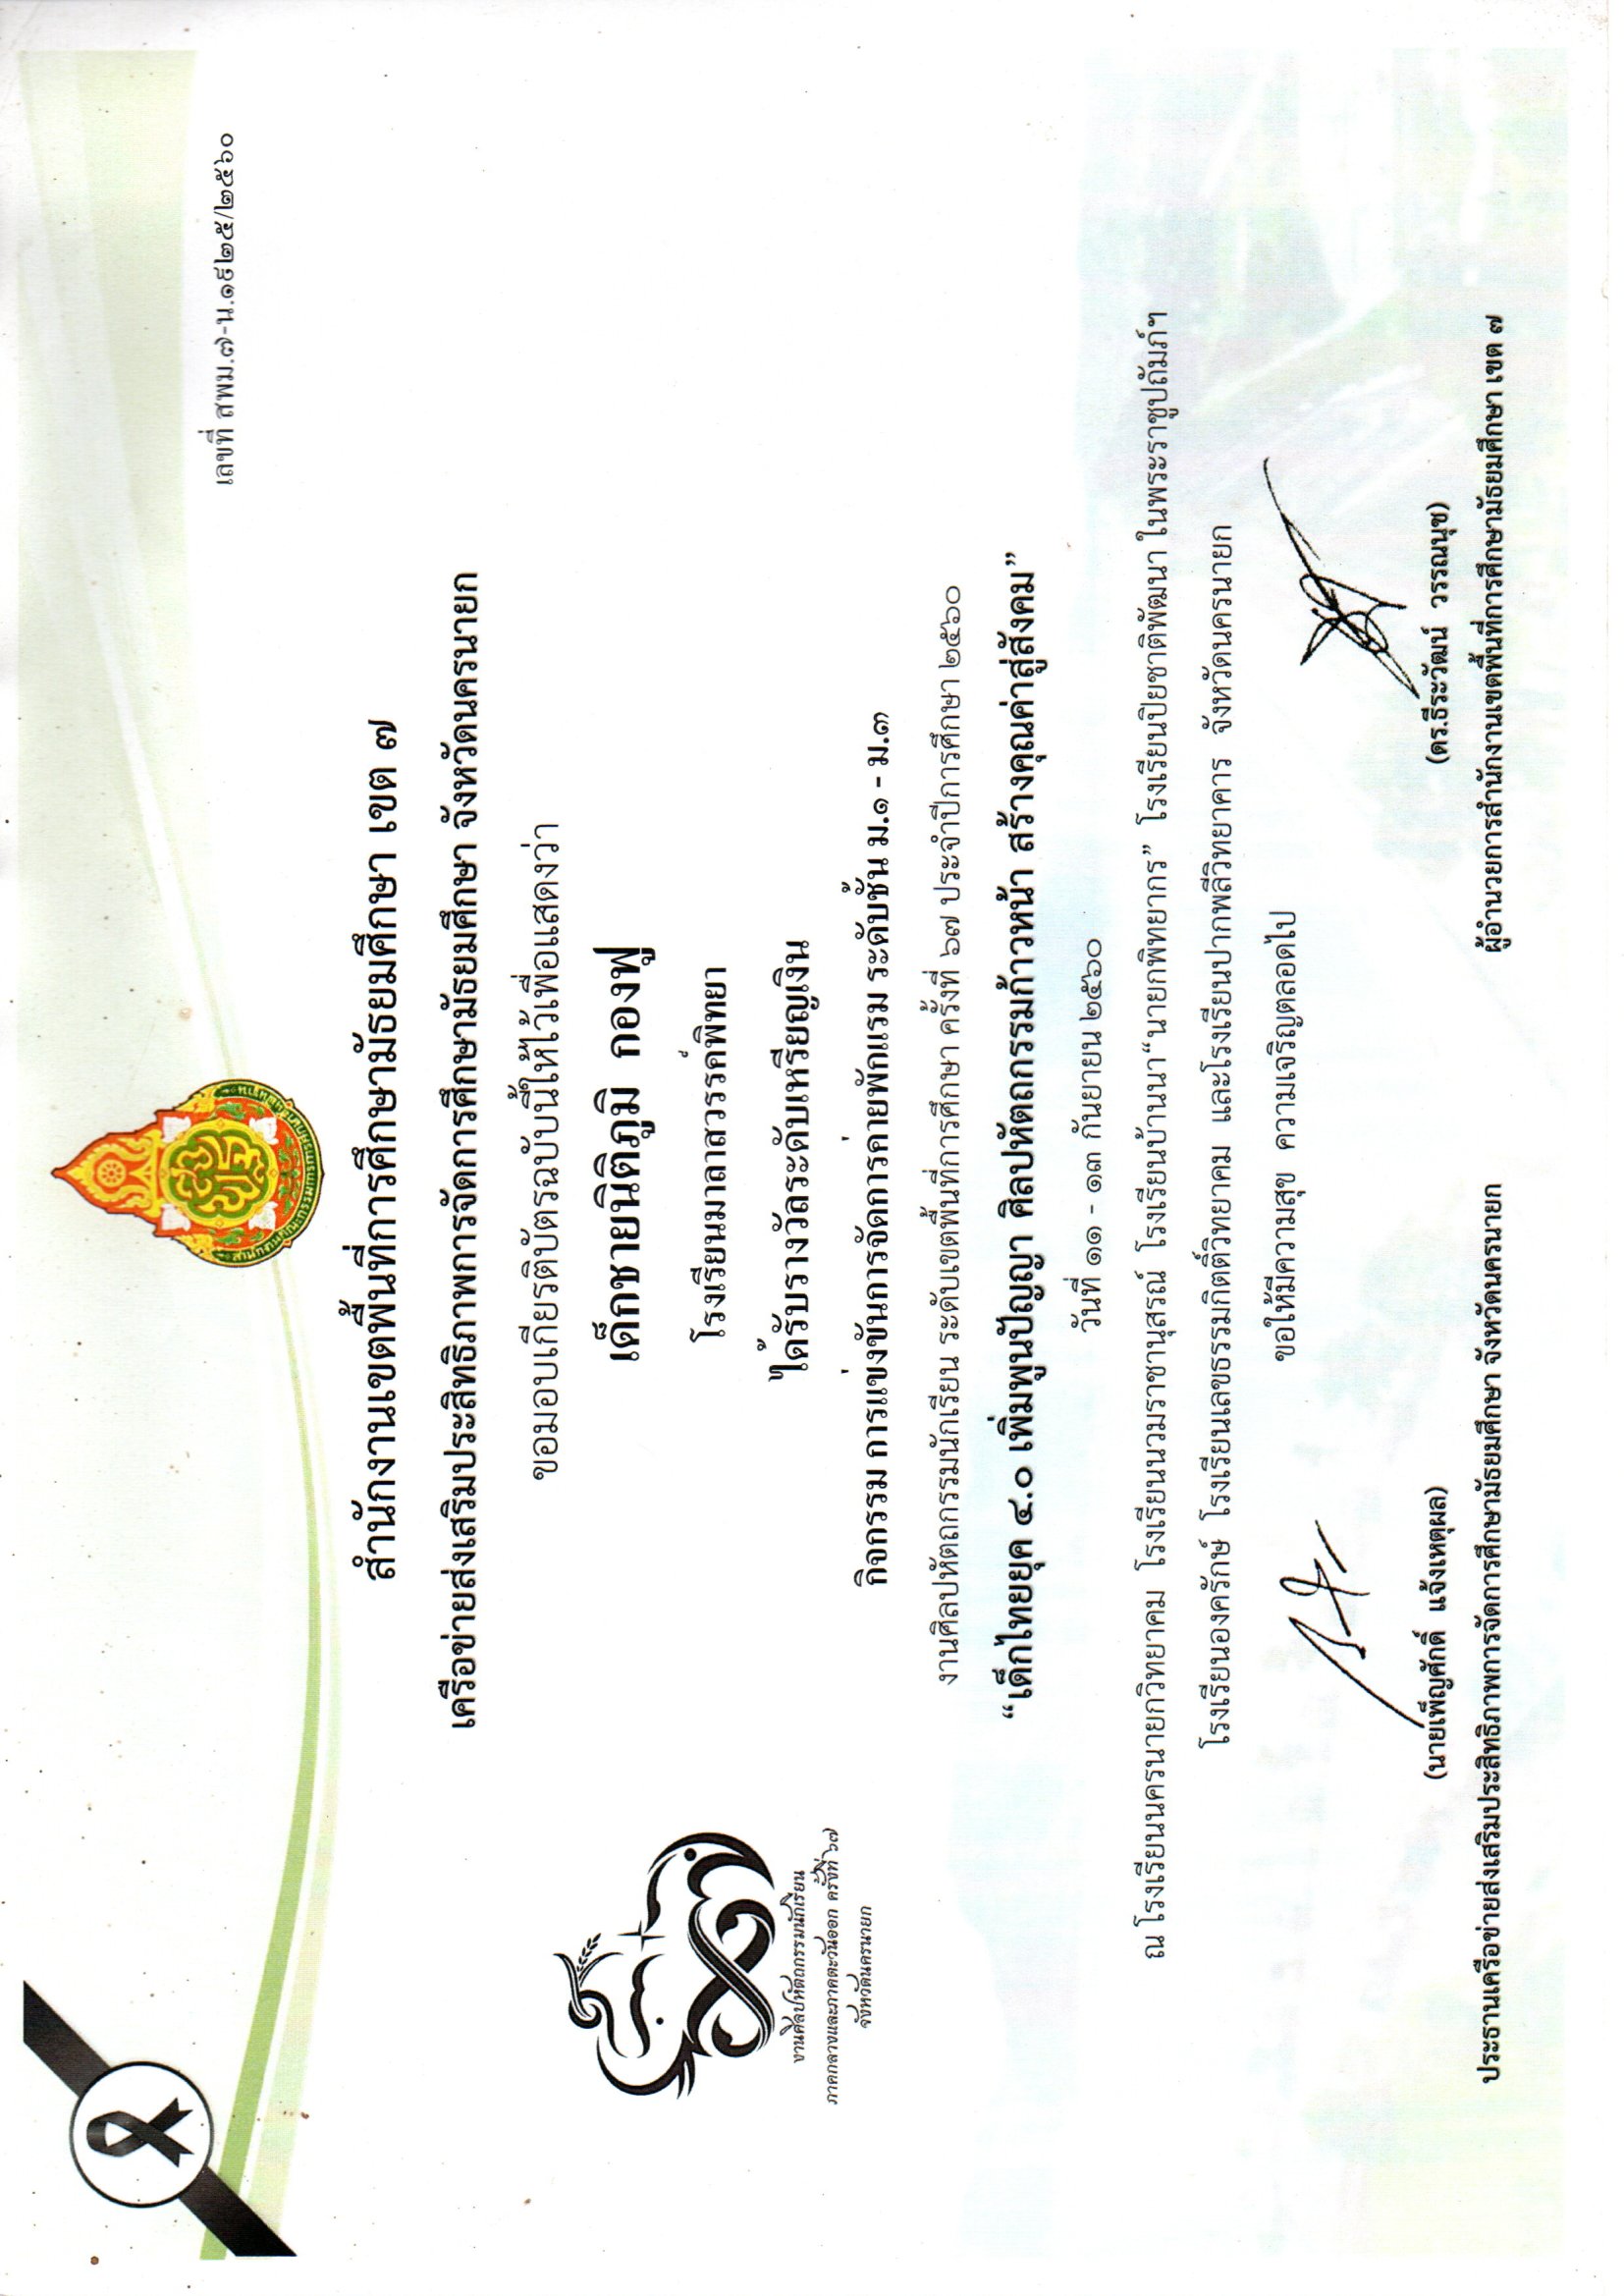 เลขที่ สพม.๗-น.๑๙๒๕/๒๕๖๐
สำนักงานเขตพื้นที่การศึกษามัธยมศึกษา เขต ๗
เครือข่ายส่งเสริมประสิทธิภาพการจัดการศึกษามัธยมศึกษา จังหวัดนครนายก
ขอมอบเกียรติบัตรฉบับนี้ให้ไว้เพื่อแสดงว่า
เด็กชายนิติภูมิ กองฟู
โรงเรียนมาลาสวรรค์พิทยา
ได้รับรางวัลระดับเหรียญเงิน
งานศิลปหัตถกรรมนักเรียน
ภาคกลางและภาคตะวันออก ครั้งที่ ๖๗
จังหวัดนครนายก
กิจกรรม การแข่งขันการจัดการค่ายพักแรม ระดับชั้น ม.๑ - ม.๓
งานศิลปหัตถกรรมนักเรียน ระดับเขตพื้นที่การศึกษา ครั้งที่ ๖๗ ประจำปีการศึกษา ๒๕๖๐
“เด็กไทยยุค ๔.๐ เพิ่มพูนปัญญา ศิลปหัตถกรรมก้าวหน้า สร้างคุณค่าสู่สังคม”
วันที่ ๑๑ - ๑๓ กันยายน ๒๕๖๐
ณ โรงเรียนนครนายกวิทยาคม โรงเรียนนวมราชานุสรณ์ โรงเรียนบ้านนา“นายกพิทยากร” โรงเรียนปิยชาติพัฒนา ในพระราชูปถัมภ์ฯ
โรงเรียนองครักษ์ โรงเรียนเลขธรรมกิตติ์วิทยาคม และโรงเรียนปากพลีวิทยาคาร จังหวัดนครนายก
ขอให้มีความสุข ความเจริญตลอดไป
(นายเพ็ญศักดิ์ แจ้งเหตุผล)
ประธานเครือข่ายส่งเสริมประสิทธิภาพการจัดการศึกษามัธยมศึกษา จังหวัดนครนายก
(ดร.ธีระวัฒน์ วรรณนุช)
ผู้อำนวยการสำนักงานเขตพื้นที่การศึกษามัธยมศึกษา เขต ๗